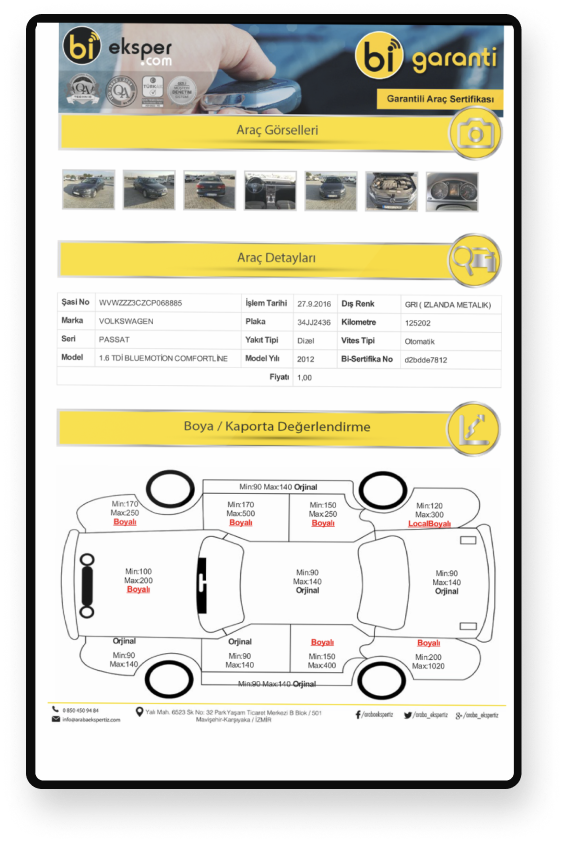 bi eksper
.com
bi garanti
Garantili Araç Sertifikası
Araç Görselleri
Araç Detayları
Şasi No WVWZZZ3CZCP068885 İşlem Tarihi 27.9.2016 Dış Renk GRI ( IZLANDA METALIK)
Marka VOLKSWAGEN Plaka 34JJ2436 Kilometre 125202
Seri PASSAT Yakıt Tipi Dizel Vites Tipi Otomatik
Model 1.6 TDİ BLUEMOTİON COMFORTLİNE Model Yılı 2012 Bi-Sertifika No d2bdde7812
Fiyatı 1,00
Boya / Kaporta Değerlendirme
Min:90 Max:140 Orjinal
Min:170 Min:170 Min:150 Min:120
Max:250 Max:500 Max:250 Max:300
Boyalı Boyalı Boyalı LocalBoyalı
Min:100 Min:90 Min:90
Max:200 Max:140 Max:140
Boyalı Orjinal Orjinal
Orjinal Orjinal Boyalı Boyalı
Min:90 Min:90 Min:150 Min:200
Max:140 Max:140 Max:400 Max:1020
Min:90 Max:140 Orjinal
0 850 450 94 84
info@arabaekspertiz.com
Yalı Mah. 6523 Sk No: 32 ParkYaşam Ticaret Merkezi B Blok / 501
Mavişehir-Karşıyaka / İZMİR
/arabaekspertiz /araba_ekspertiz /araba_ekspertiz